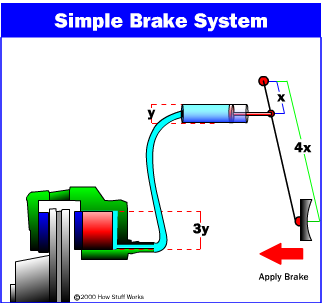 Simple Brake System
x
y
4x
3y
Apply Brake
©2000 How Stuff Works